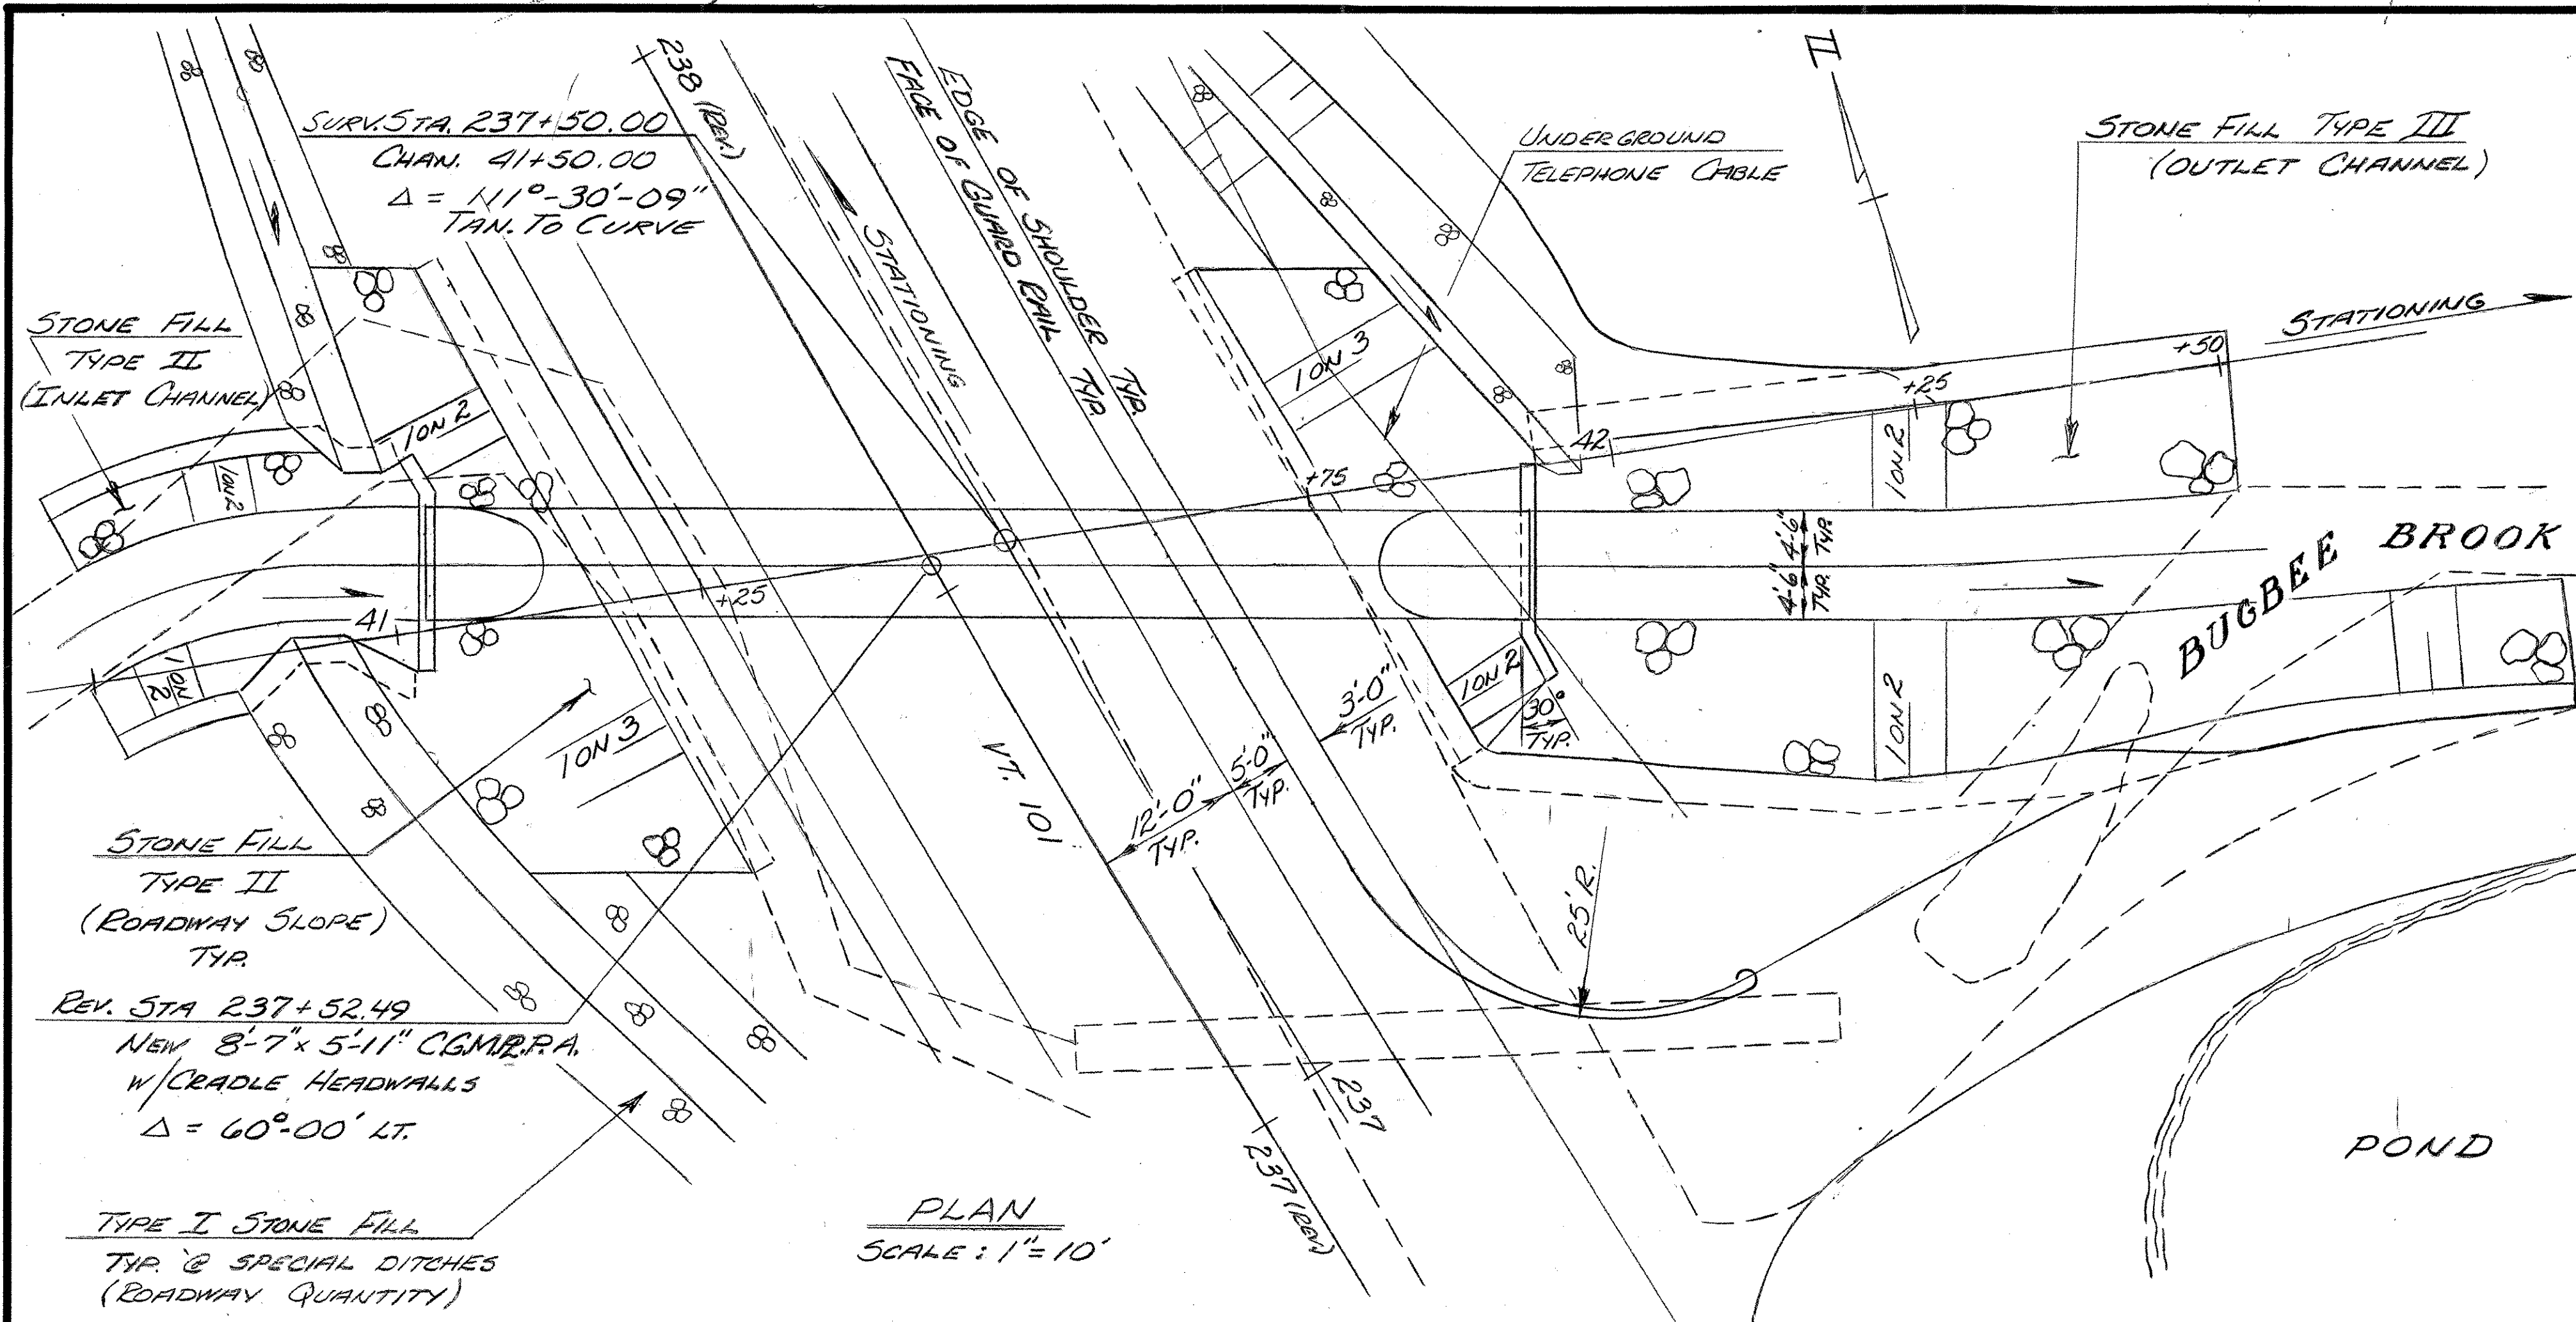 SURV. STA. 237+50.00
CHAN. 41+50.00
Δ = 111°-30'-09"
TAN. TO CURVE
238 (REV.)
STATIONING
FACE OF GUARD RAIL TYP.
EDGE OF SHOULDER TYP.
UNDERGROUND
TELEPHONE CABLE
STONE FILL TYPE III
(OUTLET CHANNEL)
STATIONING
STONE FILL
TYPE II
(INLET CHANNEL)
1 ON 2
1 ON 2
1 ON 3
+50
+25
42
+75
1 ON 2
4'-6" 4'-6"
TYP. TYP.
BUGBEE BROOK
41
+25
1 ON 2
1 ON 3
1 ON 2
30°
TYP.
1 ON 2
3'-0"
TYP.
5'-0"
TYP.
12'-0"
TYP.
VT. 101
25' R.
STONE FILL
TYPE II
(ROADWAY SLOPE)
TYP.
REV. STA 237+52.49
NEW 8'-7" x 5'-11" C.G.M.P.P.A.
W/CRADLE HEADWALLS
Δ = 60°-00' LT.
237
237 (REV.)
POND
TYPE I STONE FILL
TYP. @ SPECIAL DITCHES
(ROADWAY QUANTITY)
PLAN
SCALE : 1" = 10'